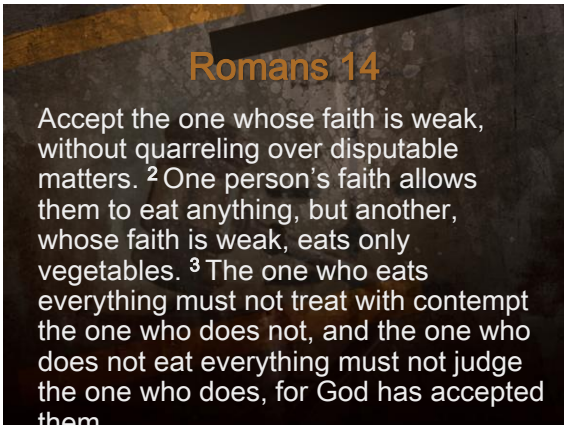 Romans 14
Accept the one whose faith is weak,
without quarreling over disputable
matters. ² One person’s faith allows
them to eat anything, but another,
whose faith is weak, eats only
vegetables. ³ The one who eats
everything must not treat with contempt
the one who does not, and the one who
does not eat everything must not judge
the one who does, for God has accepted
them